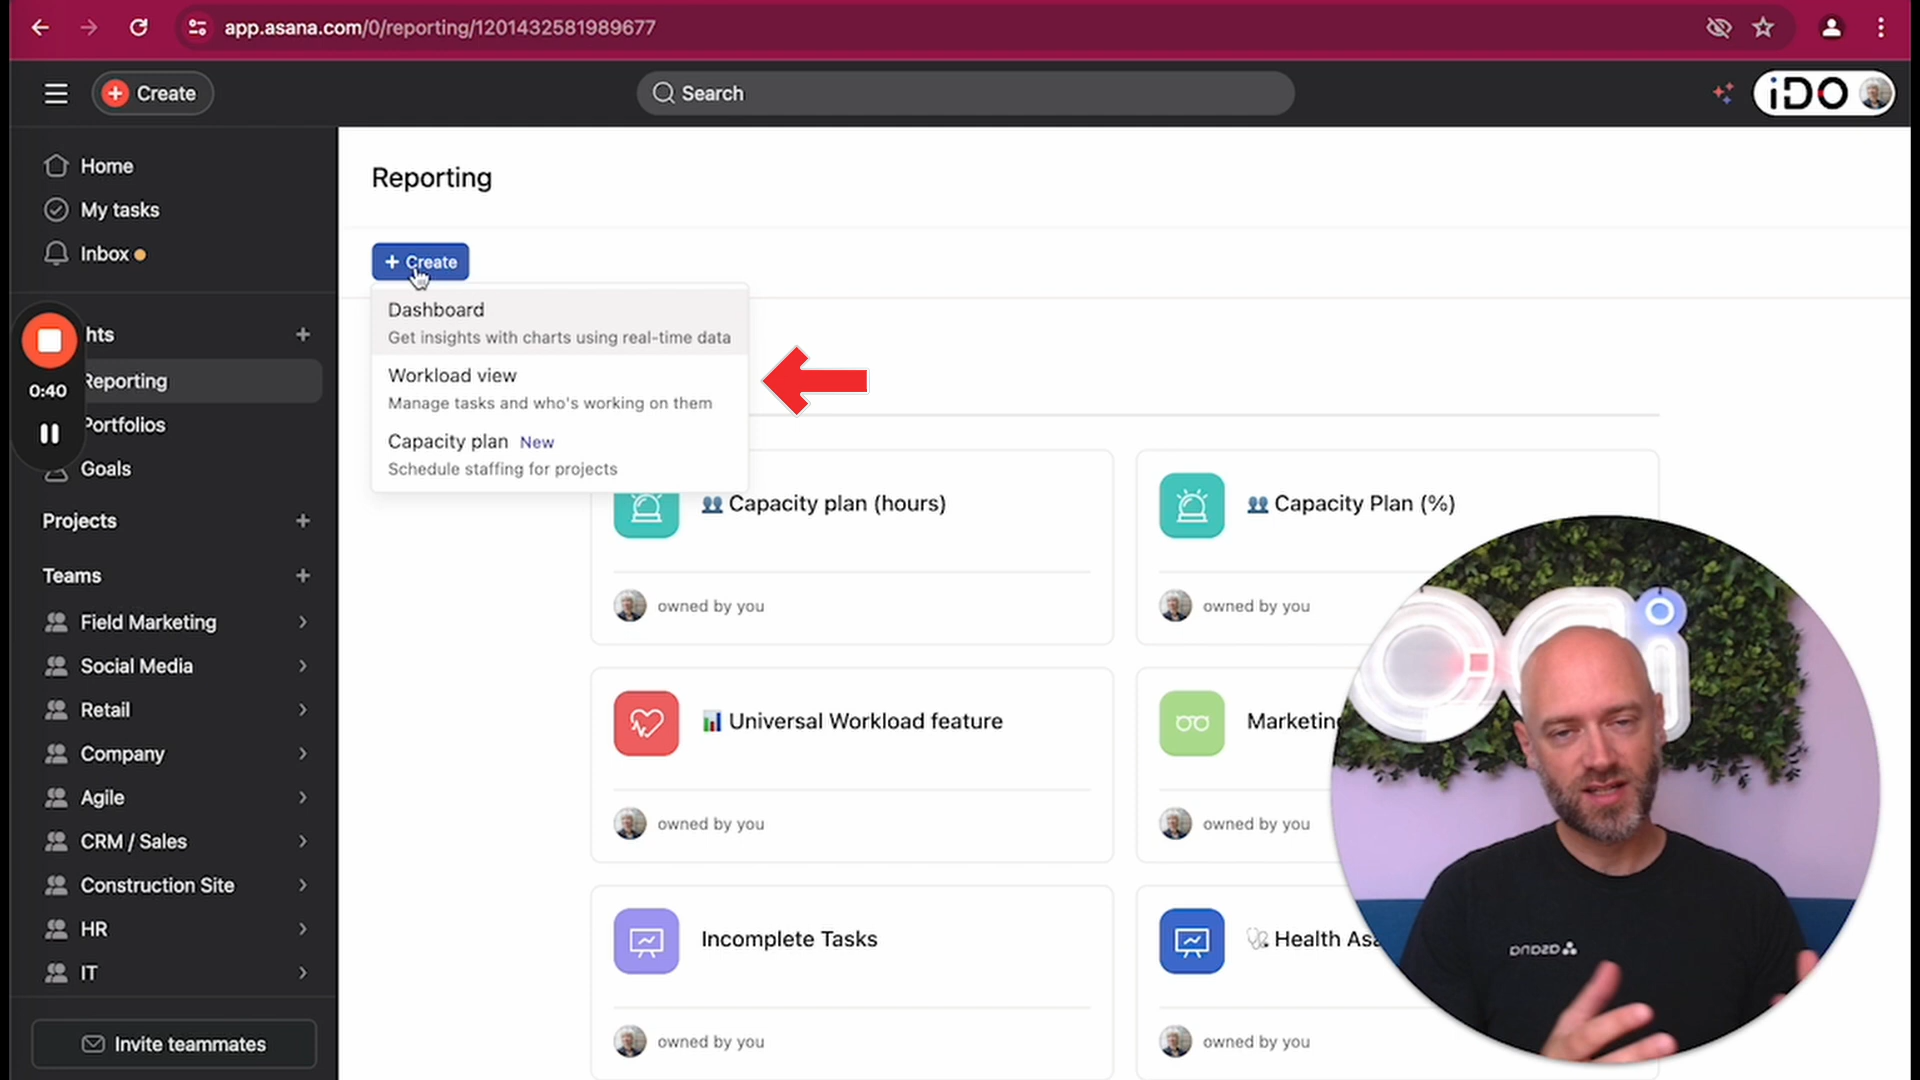 app.asana.com/0/reporting/1201432581989677
Create
Search
iDO
Home
My tasks
Inbox
hts
Reporting
0:40
Portfolios
Goals
Projects
Teams
Field Marketing
Social Media
Retail
Company
Agile
CRM / Sales
Construction Site
HR
IT
Invite teammates
Reporting
+ Create
Dashboard
Get insights with charts using real-time data
Workload view
Manage tasks and who's working on them
Capacity plan New
Schedule staffing for projects
Capacity plan (hours)
owned by you
Capacity Plan (%)
owned by you
Universal Workload feature
owned by you
Marketing
owned by you
Incomplete Tasks
owned by you
Health Asa
owned by you
asana